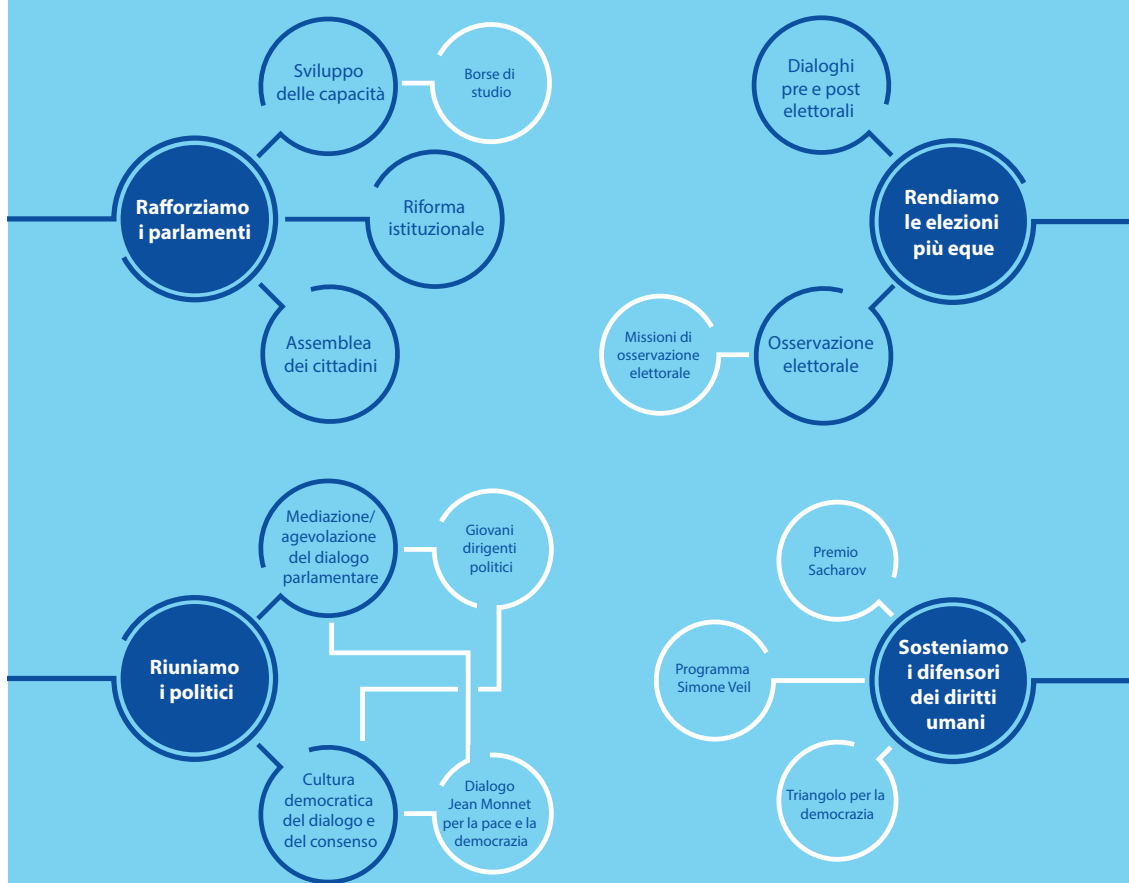 Sviluppo
delle capacità
Borse di
studio
Rafforziamo
i parlamenti
Riforma
istituzionale
Assemblea
dei cittadini
Dialoghi
pre e post
elettorali
Rendiamo
le elezioni
più eque
Missioni di
osservazione
elettorale
Osservazione
elettorale
Mediazione/
agevolazione
del dialogo
parlamentare
Giovani
dirigenti
politici
Riuniamo
i politici
Cultura
democratica
del dialogo e
del consenso
Dialogo
Jean Monnet
per la pace e la
democrazia
Premio
Sacharov
Programma
Simone Veil
Sosteniamo
i difensori
dei diritti
umani
Triangolo per la
democrazia